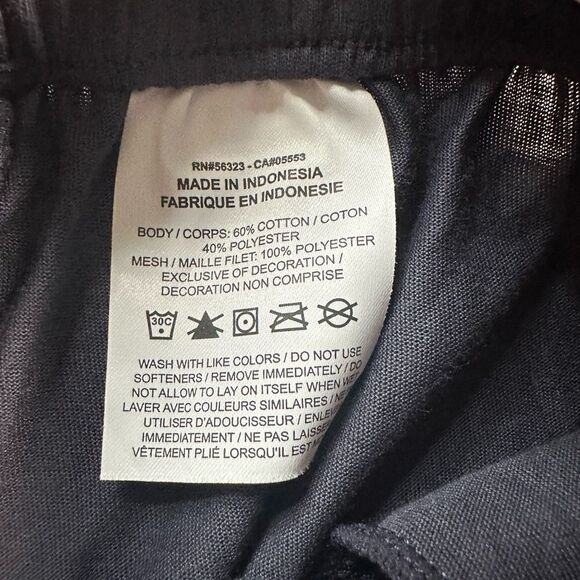 RN#56323 - CA#05553
MADE IN INDONESIA
FABRIQUE EN INDONESIE
BODY / CORPS: 60% COTTON / COTON
40% POLYESTER
MESH / MAILLE FILET: 100% POLYESTER
EXCLUSIVE OF DECORATION /
DECORATION NON COMPRISE
30C
WASH WITH LIKE COLORS / DO NOT USE
SOFTENERS / REMOVE IMMEDIATELY / DO
NOT ALLOW TO LAY ON ITSELF WHEN
LAVER AVEC COULEURS SIMILAIRES /
UTILISER D'ADOUCISSEUR /
IMMEDIATEMENT / NE PAS
VÊTEMENT PLIÉ LORSQU'IL EST